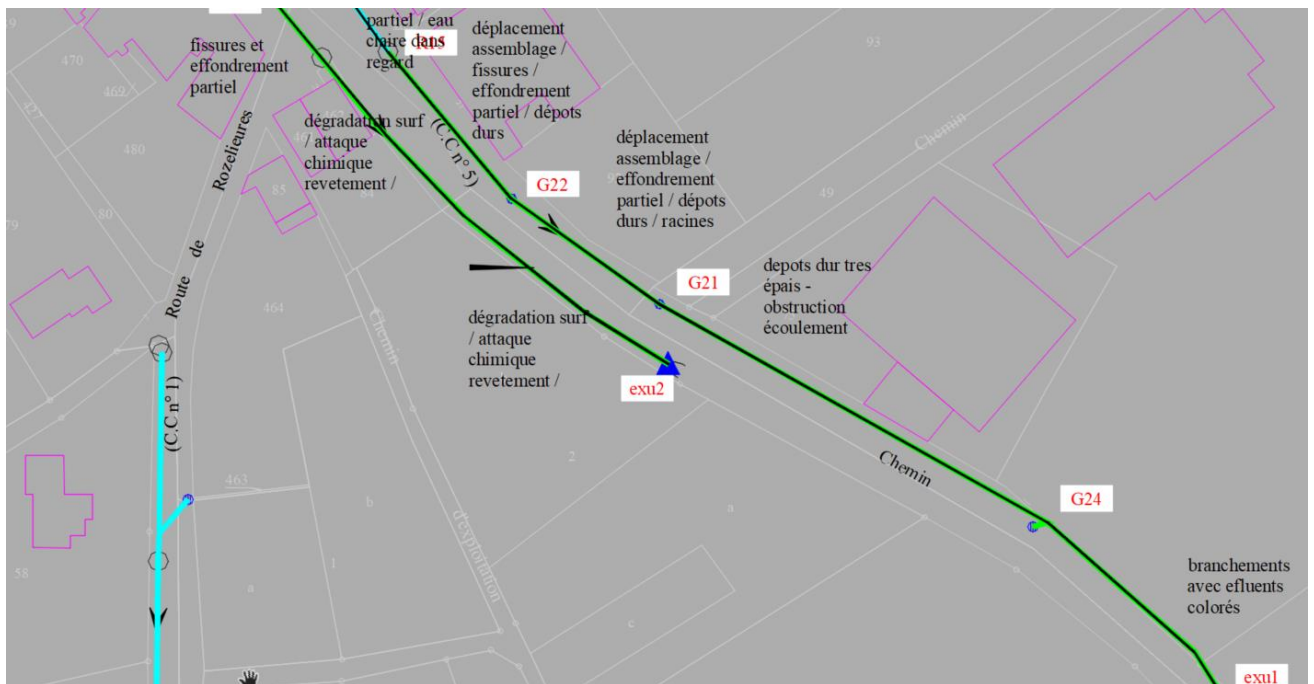 partiel / eau
claire dans
regard
R15
déplacement
assemblage /
fissures /
effondrement
partiel / dépots
durs
fissures et
effondrement
partiel
93
470
469
427
480
Rozelieures
dégradation surf
/ attaque
chimique
revetement /
(C.C n° 5)
déplacement
assemblage /
effondrement
partiel / dépots
durs / racines
Chemin
G22
85
84
49
80
79
Route de
464
G21
depots dur tres
épais -
obstruction
écoulement
Chemin
dégradation surf
/ attaque
chimique
revetement /
exu2
(C.C n° 1)
2
Chemin
463
b
a
G24
d'exploitation
58
1
a
c
branchements
avec efluents
colorés
exu1